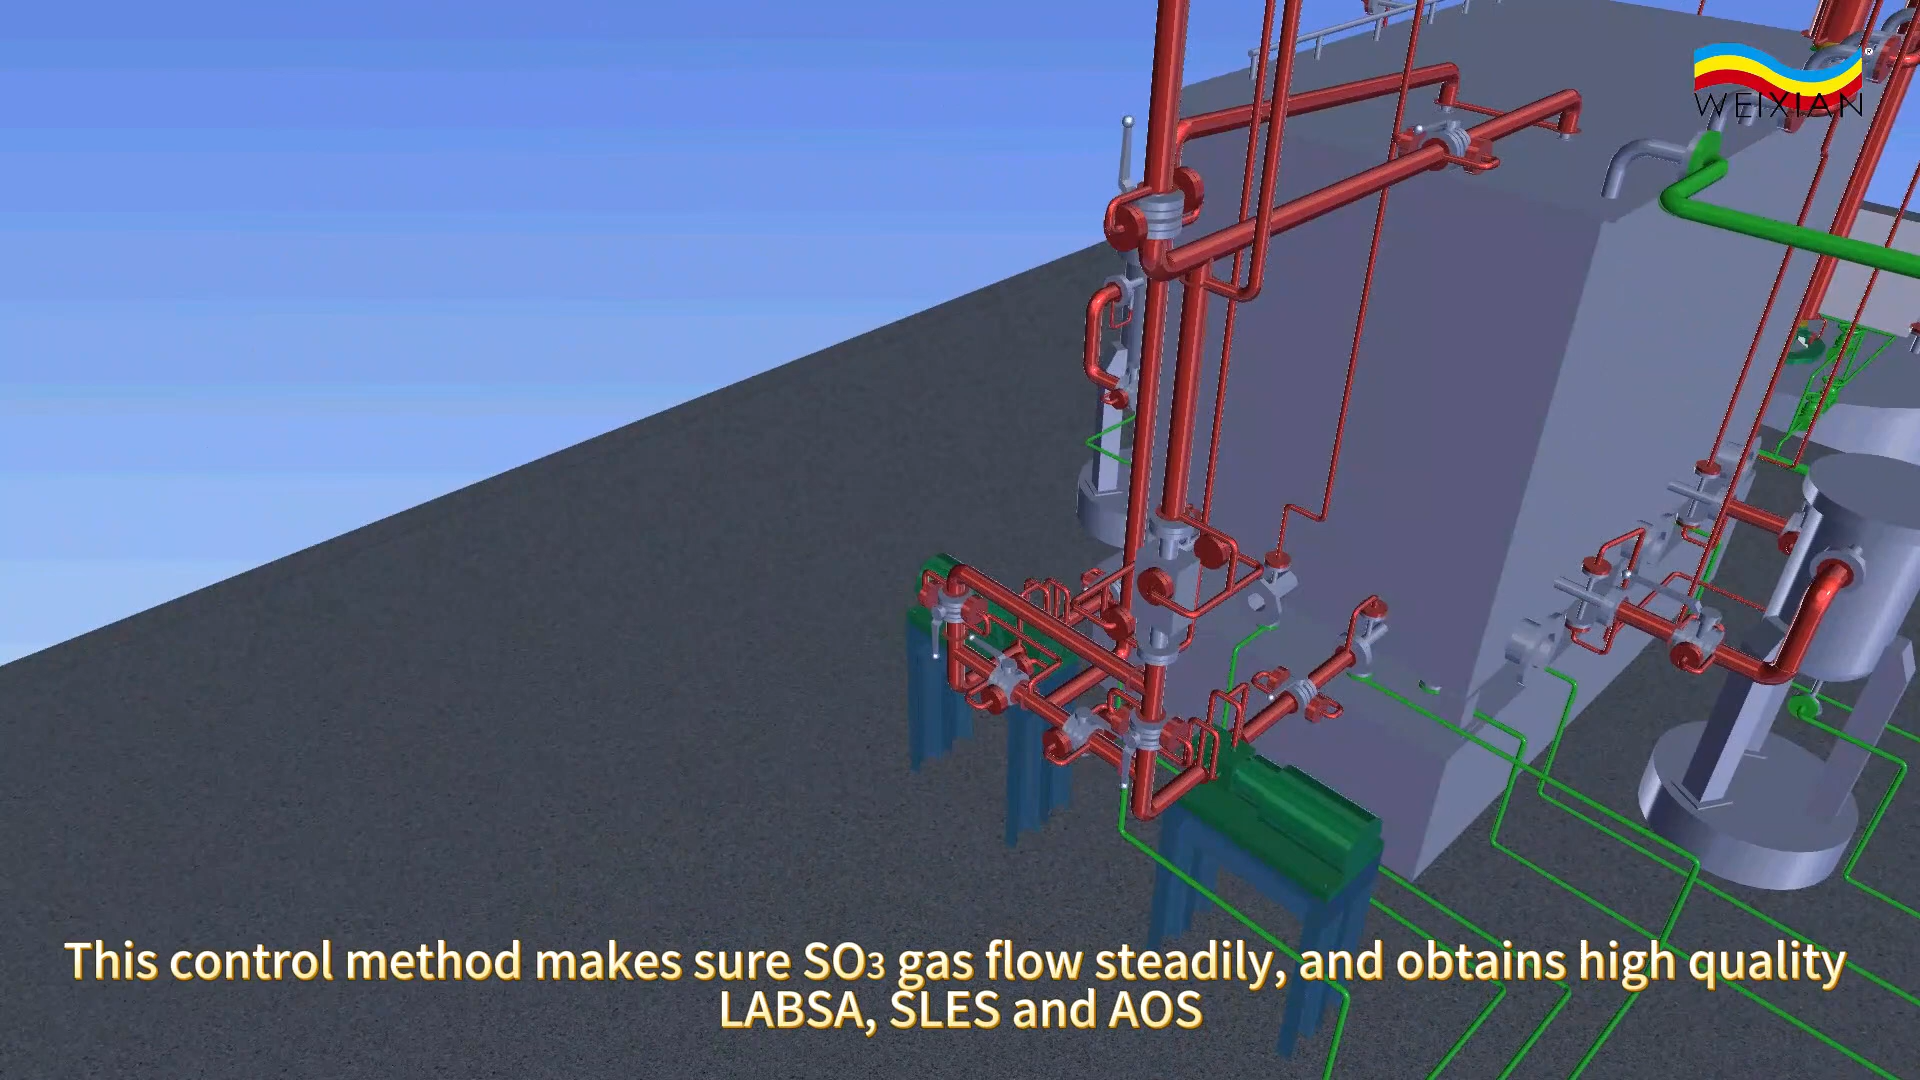 WEIXIAN
®
This control method makes sure SO₃ gas flow steadily, and obtains high quality
LABSA, SLES and AOS